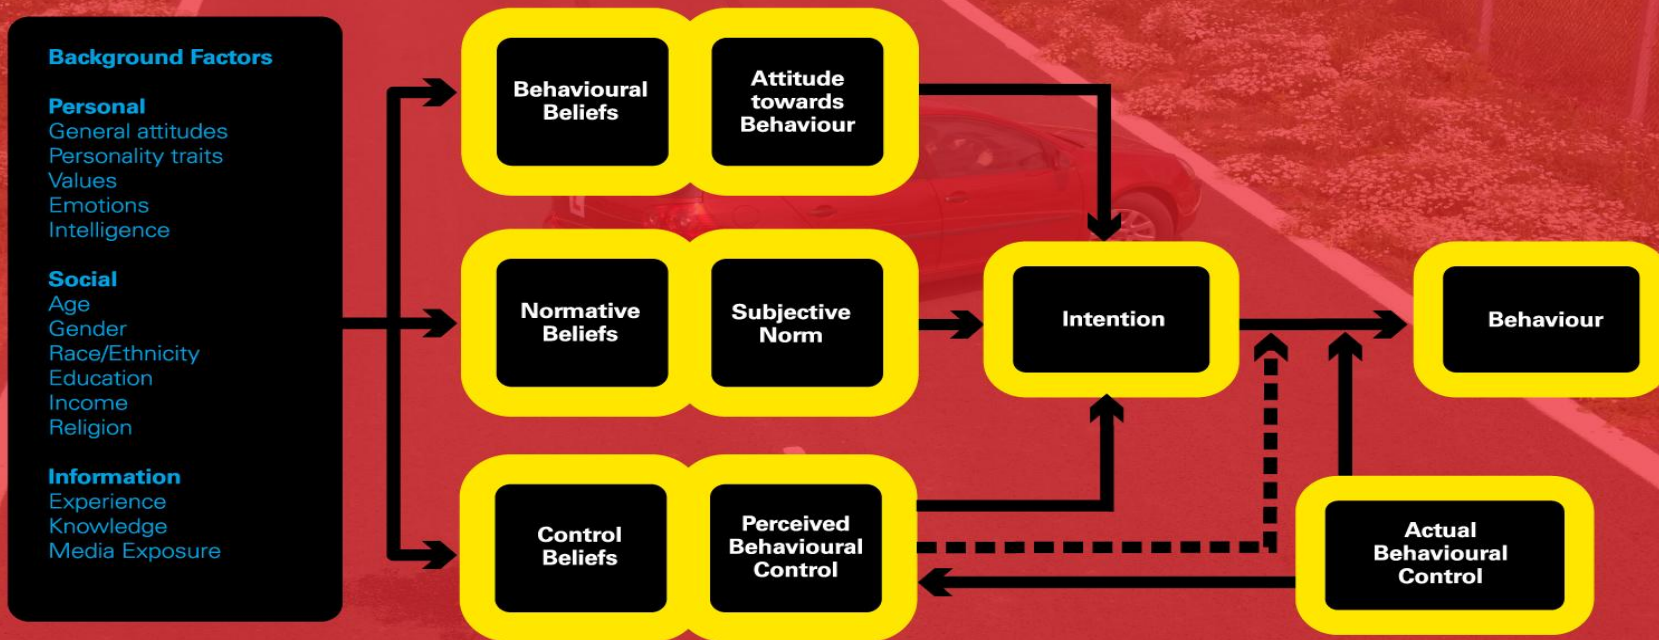 Background Factors
Personal
General attitudes
Personality traits
Values
Emotions
Intelligence
Social
Age
Gender
Race/Ethnicity
Education
Income
Religion
Information
Experience
Knowledge
Media Exposure
Behavioural
Beliefs
Attitude
towards
Behaviour
Normative
Beliefs
Subjective
Norm
Control
Beliefs
Perceived
Behavioural
Control
Intention
Behaviour
Actual
Behavioural
Control